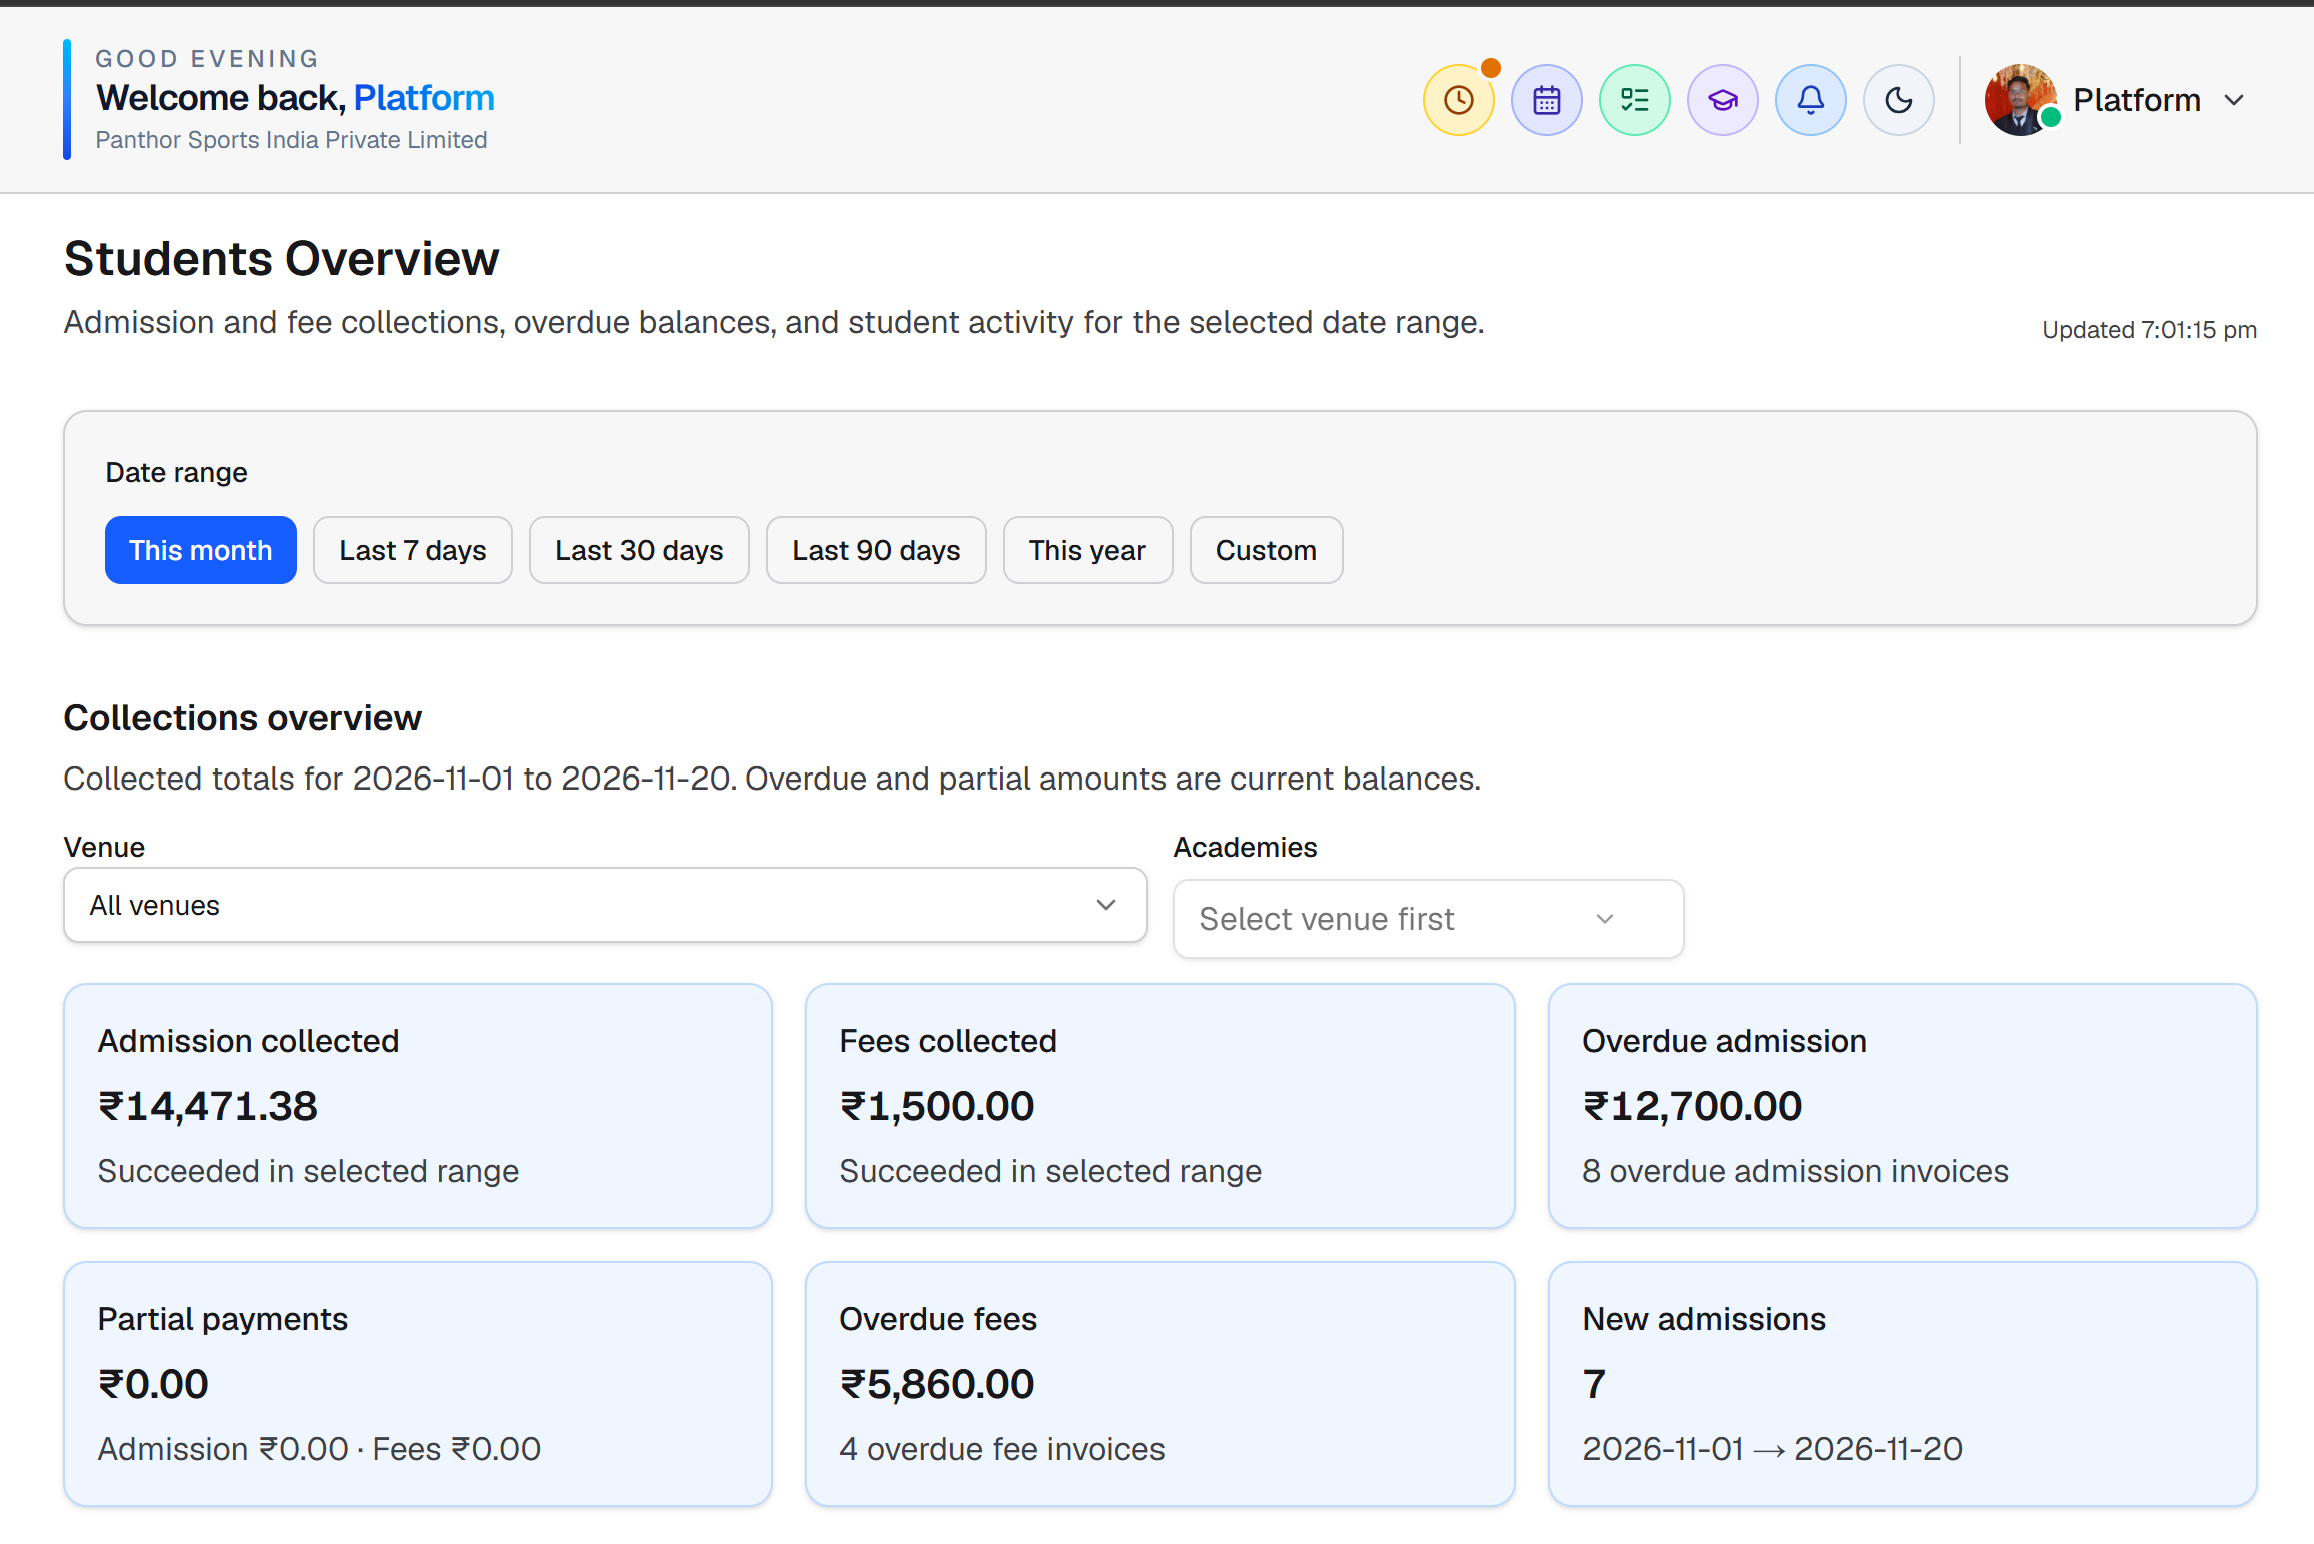 GOOD EVENING
Welcome back, Platform
Panthor Sports India Private Limited
Platform
Students Overview
Admission and fee collections, overdue balances, and student activity for the selected date range.
Updated 7:01:15 pm
Date range
This month
Last 7 days
Last 30 days
Last 90 days
This year
Custom
Collections overview
Collected totals for 2026-11-01 to 2026-11-20. Overdue and partial amounts are current balances.
Venue
All venues
Academies
Select venue first
Admission collected
₹14,471.38
Succeeded in selected range
Fees collected
₹1,500.00
Succeeded in selected range
Overdue admission
₹12,700.00
8 overdue admission invoices
Partial payments
₹0.00
Admission ₹0.00 · Fees ₹0.00
Overdue fees
₹5,860.00
4 overdue fee invoices
New admissions
7
2026-11-01 → 2026-11-20